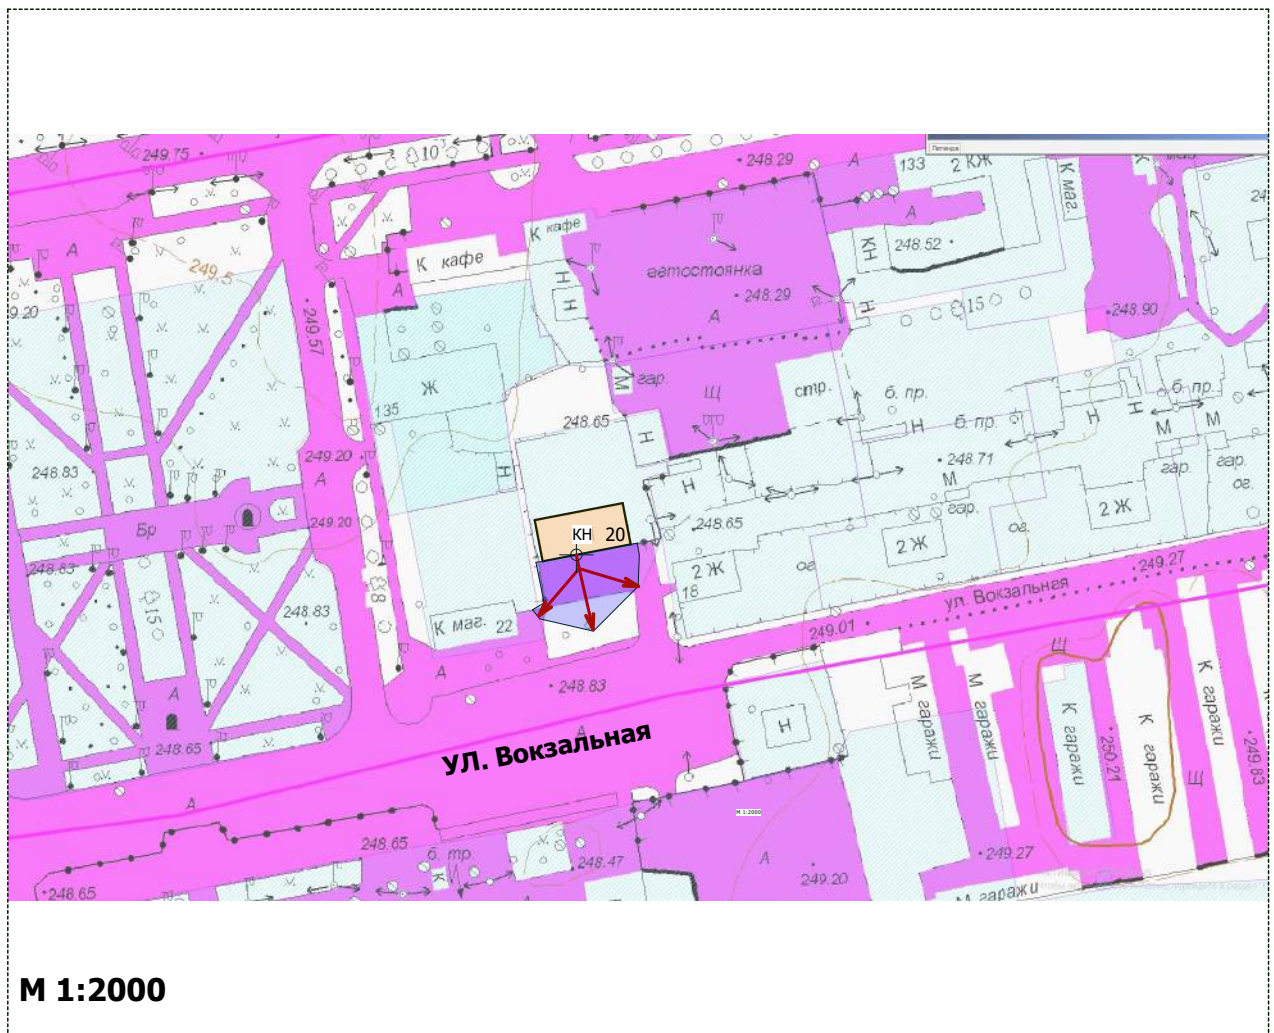 Легенда
249.75
10
248.29
А
133
2 КЖ
К маг.
К кафе
К кафе
А
КН
248.52
А
249.5
А
Н
Н
автостоянка
248.29
А
Н
15
248.90
9.20
249.57
Ж
135
М
гар.
Щ
стр.
б. пр.
б. пр.
Н
Н
б. пр.
М
М
248.65
Н
Н
Н
248.71
М
гар.
гар.
гар.
ог.
248.83
249.20
А
249.20
Бр
КН 20
248.65
2 Ж
2 Ж
ог.
2 Ж
ог
18
248.83
15
8
248.83
К маг. 22
ул. Вокзальная
249.27
249.01
А
А
248.83
248.65
Щ
М гаражи
М гаражи
К гаражи
250.21
К гаражи
К гаражи
Щ
249.83
Н
УЛ. Вокзальная
А
А
М 1:2000
248.65
б. тр.
К
248.47
А
249.20
249.27
248.65
М гаражи
М 1:2000